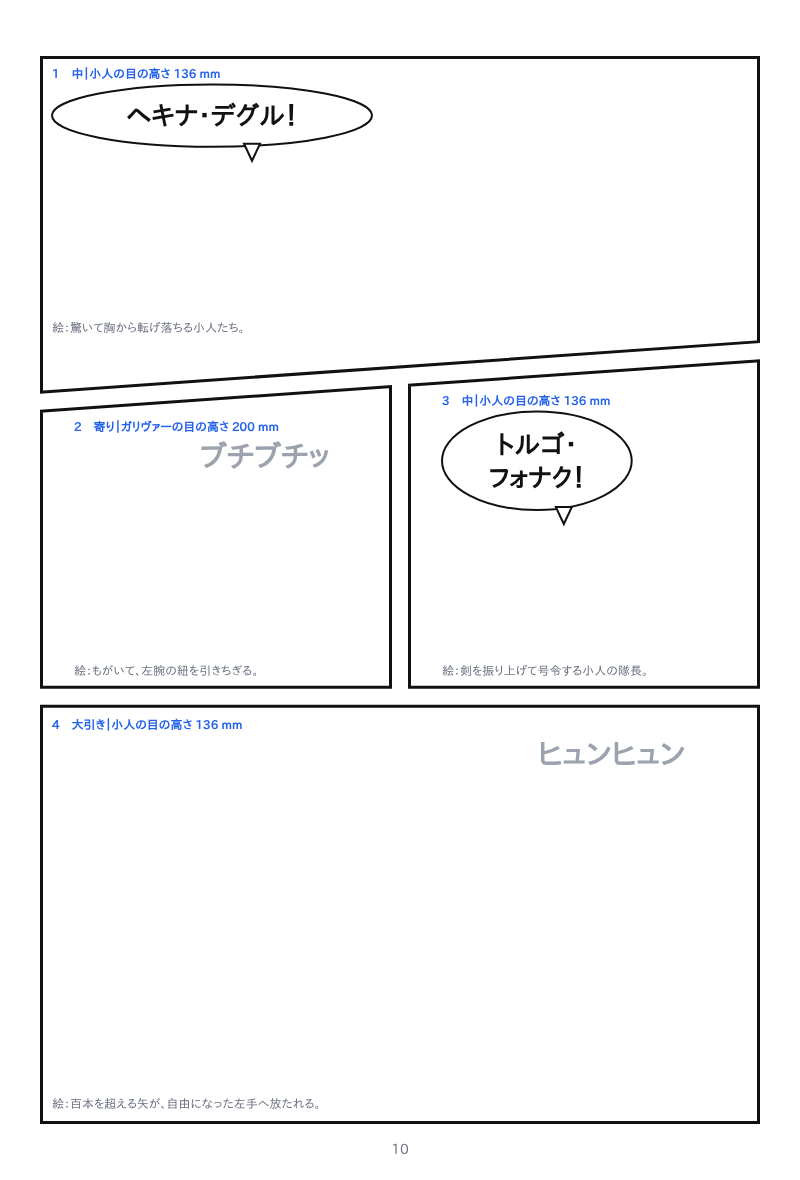 1 中|小人の目の高さ 136 mm
ヘキナ・デグル！
絵：驚いて胸から転げ落ちる小人たち。
2 寄り|ガリヴァーの目の高さ 200 mm
ブチブチッ
絵：もがいて、左腕の紐を引きちぎる。
3 中|小人の目の高さ 136 mm
トルゴ・
フォナク！
絵：剣を振り上げて号令する小人の隊長。
4 大引き|小人の目の高さ 136 mm
ヒュンヒュン
絵：百本を超える矢が、自由になった左手へ放たれる。
10